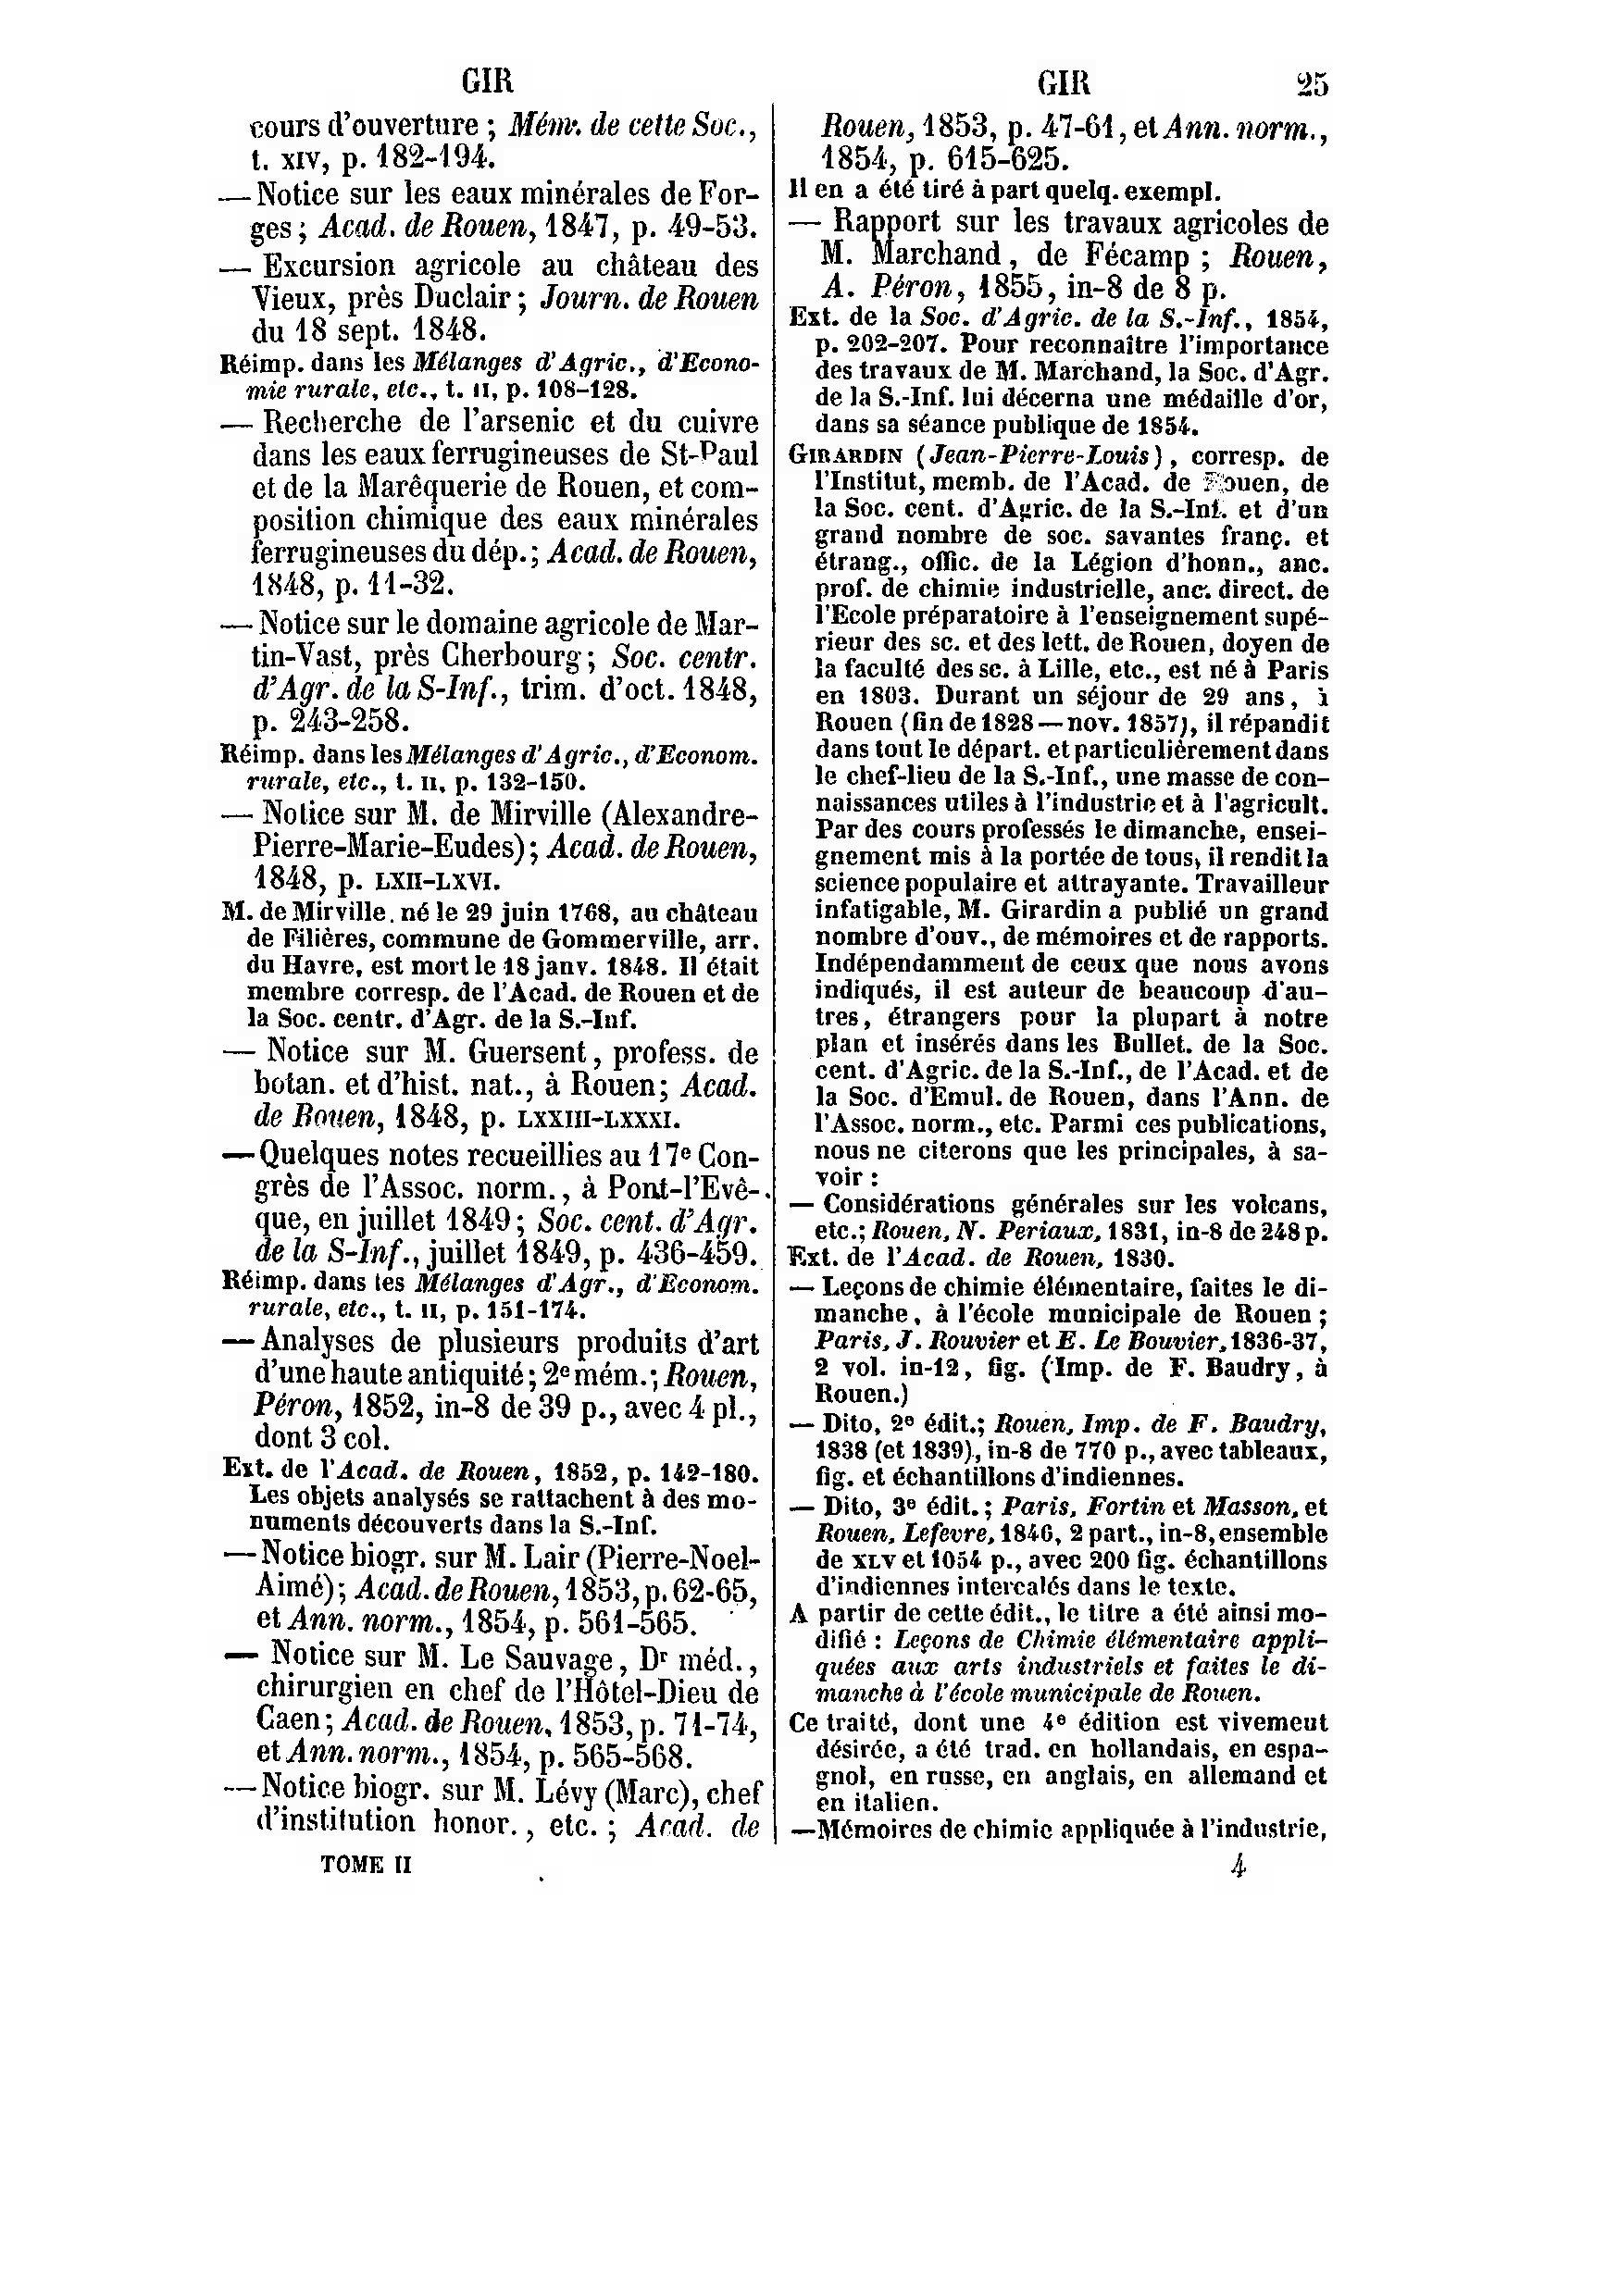 GIR
cours d'ouverture ; Mém. de cette Soc.,
t. XIV, p. 182-194.
— Notice sur les eaux minérales de For-
ges ; Acad. de Rouen, 1847, p. 49-53.
— Excursion agricole au château des
Vieux, près Duclair ; Journ. de Rouen
du 18 sept. 1848.
Réimp. dans les Mélanges d'Agric., d'Econo-
mie rurale, etc., t. II, p. 108-128.
— Recherche de l'arsenic et du cuivre
dans les eaux ferrugineuses de St-Paul
et de la Marêquerie de Rouen, et com-
position chimique des eaux minérales
ferrugineuses du dép. ; Acad. de Rouen,
1848, p. 11-32.
— Notice sur le domaine agricole de Mar-
tin-Vast, près Cherbourg ; Soc. centr.
d'Agr. de la S-Inf., trim. d'oct. 1848,
p. 243-258.
Réimp. dans les Mélanges d'Agric., d'Econom.
rurale, etc., t. II, p. 132-150.
— Notice sur M. de Mirville (Alexandre-
Pierre-Marie-Eudes) ; Acad. de Rouen,
1848, p. LXII-LXVI.
M. de Mirville, né le 29 juin 1768, au château
de Filières, commune de Gommerville, arr.
du Havre, est mort le 18 janv. 1848. Il était
membre corresp. de l'Acad. de Rouen et de
la Soc. centr. d'Agr. de la S.-Inf.
— Notice sur M. Guersent, profess. de
botan. et d'hist. nat., à Rouen ; Acad.
de Rouen, 1848, p. LXXIII-LXXXI.
— Quelques notes recueillies au 17e Con-
grès de l'Assoc. norm., à Pont-l'Evê-
que, en juillet 1849 ; Soc. cent. d'Agr.
de la S-Inf., juillet 1849, p. 436-459.
Réimp. dans les Mélanges d'Agr., d'Econom.
rurale, etc., t. II, p. 151-174.
— Analyses de plusieurs produits d'art
d'une haute antiquité ; 2e mém. ; Rouen,
Péron, 1852, in-8 de 39 p., avec 4 pl.,
dont 3 col.
Ext. de l'Acad. de Rouen, 1852, p. 142-180.
Les objets analysés se rattachent à des mo-
numents découverts dans la S.-Inf.
— Notice biogr. sur M. Lair (Pierre-Noel-
Aimé) ; Acad. de Rouen, 1853, p. 62-65,
et Ann. norm., 1854, p. 561-565.
— Notice sur M. Le Sauvage, Dr méd.,
chirurgien en chef de l'Hôtel-Dieu de
Caen ; Acad. de Rouen, 1853, p. 71-74,
et Ann. norm., 1854, p. 565-568.
— Notice biogr. sur M. Lévy (Marc), chef
d'institution honor., etc. ; Acad. de
TOME II
GIR 25
Rouen, 1853, p. 47-61, et Ann. norm.,
1854, p. 615-625.
Il en a été tiré à part quelq. exempl.
— Rapport sur les travaux agricoles de
M. Marchand, de Fécamp ; Rouen,
A. Péron, 1855, in-8 de 8 p.
Ext. de la Soc. d'Agric. de la S.-Inf., 1854,
p. 202-207. Pour reconnaître l'importance
des travaux de M. Marchand, la Soc. d'Agr.
de la S.-Inf. lui décerna une médaille d'or,
dans sa séance publique de 1854.
GIRARDIN (Jean-Pierre-Louis), corresp. de
l'Institut, memb. de l'Acad. de Rouen, de
la Soc. cent. d'Agric. de la S.-Inf. et d'un
grand nombre de soc. savantes franç. et
étrang., offic. de la Légion d'honn., anc.
prof. de chimie industrielle, anc. direct. de
l'Ecole préparatoire à l'enseignement supé-
rieur des sc. et des lett. de Rouen, doyen de
la faculté des sc. à Lille, etc., est né à Paris
en 1803. Durant un séjour de 29 ans, à
Rouen (fin de 1828 — nov. 1857), il répandit
dans tout le départ. et particulièrement dans
le chef-lieu de la S.-Inf., une masse de con-
naissances utiles à l'industrie et à l'agricult.
Par des cours professés le dimanche, ensei-
gnement mis à la portée de tous, il rendit la
science populaire et attrayante. Travailleur
infatigable, M. Girardin a publié un grand
nombre d'ouv., de mémoires et de rapports.
Indépendamment de ceux que nous avons
indiqués, il est auteur de beaucoup d'au-
tres, étrangers pour la plupart à notre
plan et insérés dans les Bullet. de la Soc.
cent. d'Agric. de la S.-Inf., de l'Acad. et de
la Soc. d'Emul. de Rouen, dans l'Ann. de
l'Assoc. norm., etc. Parmi ces publications,
nous ne citerons que les principales, à sa-
voir :
— Considérations générales sur les volcans,
etc.; Rouen, N. Periaux, 1831, in-8 de 248 p.
Ext. de l'Acad. de Rouen, 1830.
— Leçons de chimie élémentaire, faites le di-
manche, à l'école municipale de Rouen ;
Paris, J. Rouvier et E. Le Bouvier, 1836-37,
2 vol. in-12, fig. (Imp. de F. Baudry, à
Rouen.)
— Dito, 2e édit.; Rouen, Imp. de F. Baudry,
1838 (et 1839), in-8 de 770 p., avec tableaux,
fig. et échantillons d'indiennes.
— Dito, 3e édit. ; Paris, Fortin et Masson, et
Rouen, Lefevre, 1846, 2 part., in-8, ensemble
de XLV et 1054 p., avec 200 fig. échantillons
d'indiennes intercalés dans le texte.
A partir de cette édit., le titre a été ainsi mo-
difié : Leçons de Chimie élémentaire appli-
quées aux arts industriels et faites le di-
manche à l'école municipale de Rouen.
Ce traité, dont une 4e édition est vivement
désirée, a été trad. en hollandais, en espa-
gnol, en russe, en anglais, en allemand et
en italien.
— Mémoires de chimie appliquée à l'industrie,
4